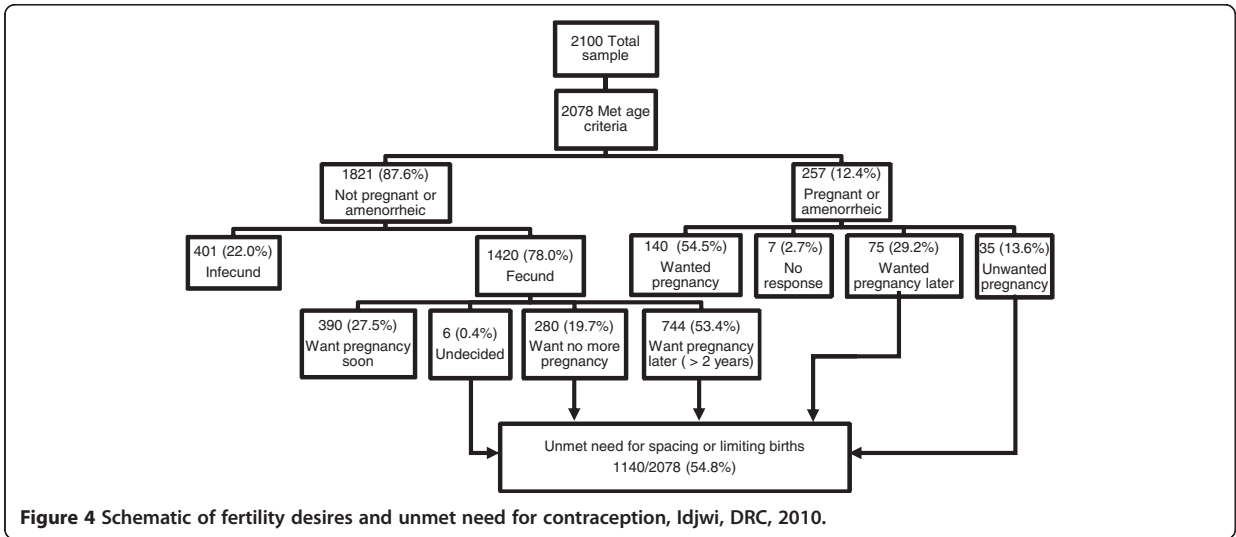 2100 Total
sample
2078 Met age
criteria
1821 (87.6%)
Not pregnant or
amenorrheic
257 (12.4%)
Pregnant or
amenorrheic
401 (22.0%)
Infecund
1420 (78.0%)
Fecund
140 (54.5%)
Wanted
pregnancy
7 (2.7%)
No
response
75 (29.2%)
Wanted
pregnancy later
35 (13.6%)
Unwanted
pregnancy
390 (27.5%)
Want pregnancy
soon
6 (0.4%)
Undecided
280 (19.7%)
Want no more
pregnancy
744 (53.4%)
Want pregnancy
later ( > 2 years)
Unmet need for spacing or limiting births
1140/2078 (54.8%)
Figure 4 Schematic of fertility desires and unmet need for contraception, Idjwi, DRC, 2010.